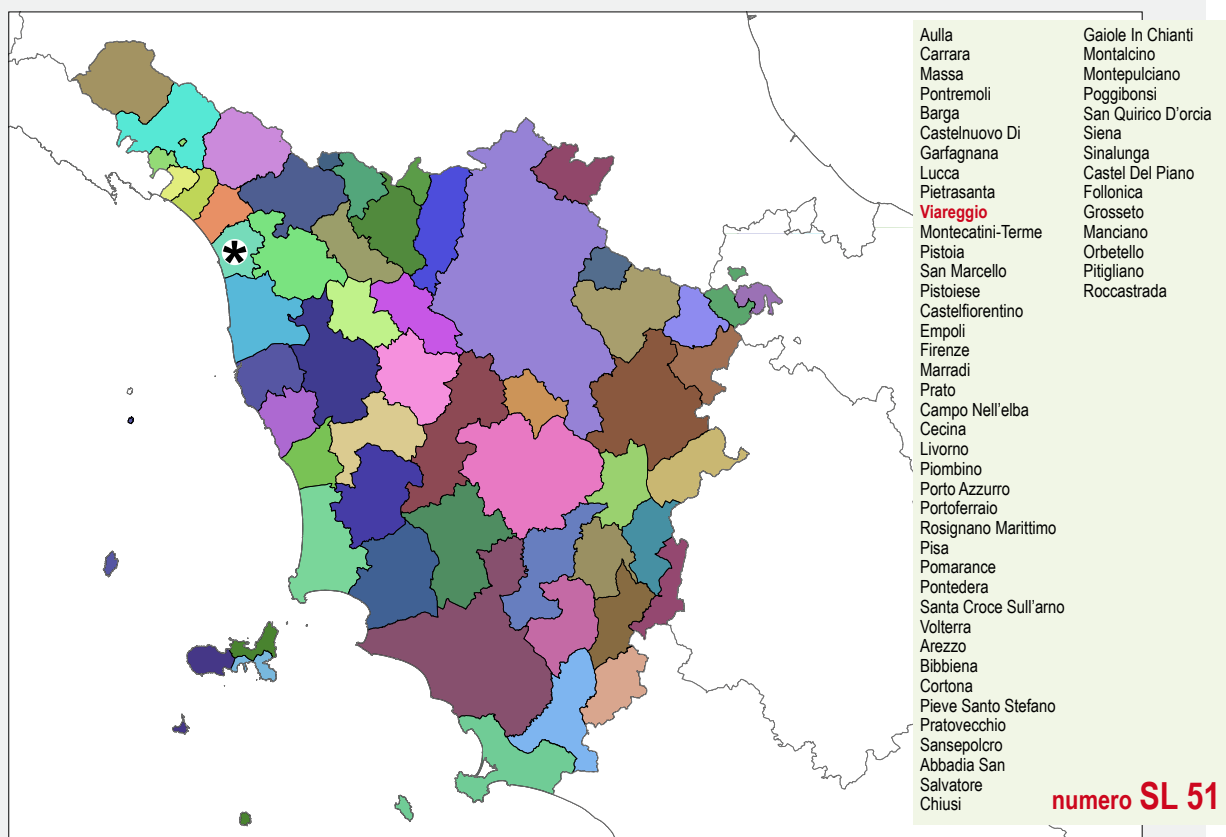 Aulla
Carrara
Massa
Pontremoli
Barga
Castelnuovo Di
Garfagnana
Lucca
Pietrasanta
Viareggio
Montecatini-Terme
Pistoia
San Marcello
Pistoiese
Castelfiorentino
Empoli
Firenze
Marradi
Prato
Campo Nell'elba
Cecina
Livorno
Piombino
Porto Azzurro
Portoferraio
Rosignano Marittimo
Pisa
Pomarance
Pontedera
Santa Croce Sull'arno
Volterra
Arezzo
Bibbiena
Cortona
Pieve Santo Stefano
Pratovecchio
Sansepolcro
Abbadia San
Salvatore
Chiusi
Gaiole In Chianti
Montalcino
Montepulciano
Poggibonsi
San Quirico D'orcia
Siena
Sinalunga
Castel Del Piano
Follonica
Grosseto
Manciano
Orbetello
Pitigliano
Roccastrada
numero SL 51
*